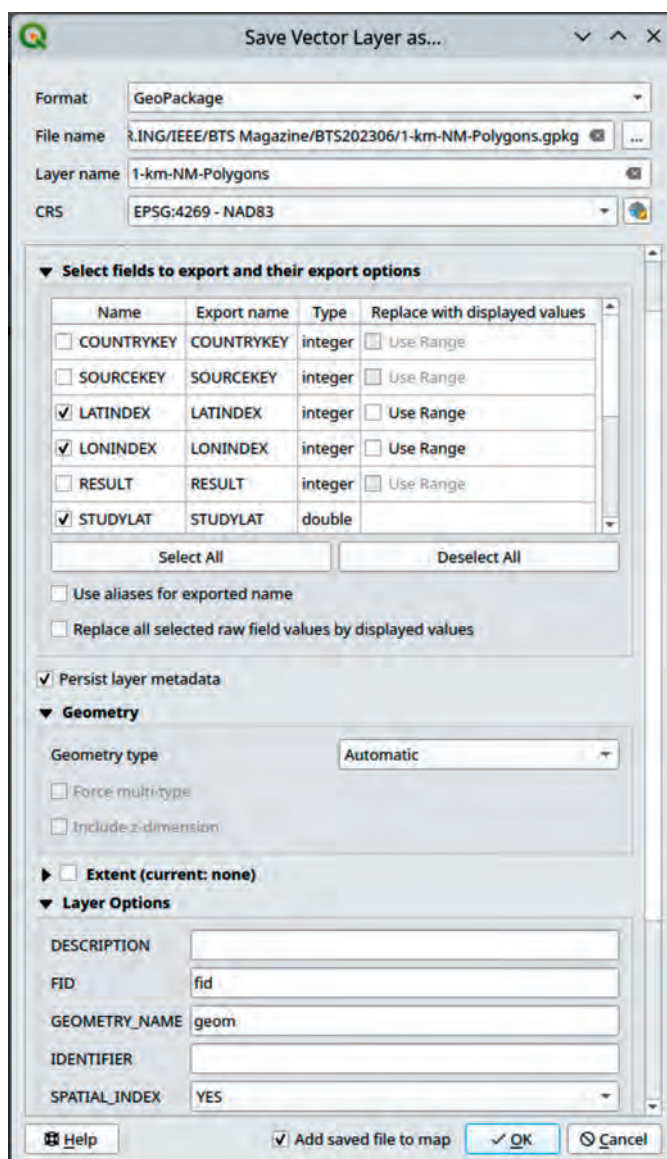 Save Vector Layer as...
Format GeoPackage
File name R.ING/IEEE/BTS Magazine/BTS202306/1-km-NM-Polygons.gpkg ...
Layer name 1-km-NM-Polygons
CRS EPSG:4269 - NAD83
Select fields to export and their export options
Name Export name Type Replace with displayed values
COUNTRYKEY COUNTRYKEY integer Use Range
SOURCEKEY SOURCEKEY integer Use Range
LATINDEX LATINDEX integer Use Range
LONINDEX LONINDEX integer Use Range
RESULT RESULT integer Use Range
STUDYLAT STUDYLAT double
Select All Deselect All
Use aliases for exported name
Replace all selected raw field values by displayed values
Persist layer metadata
Geometry
Geometry type Automatic
Force multi-type
Include z-dimension
Extent (current: none)
Layer Options
DESCRIPTION
FID fid
GEOMETRY_NAME geom
IDENTIFIER
SPATIAL_INDEX YES
Help Add saved file to map OK Cancel